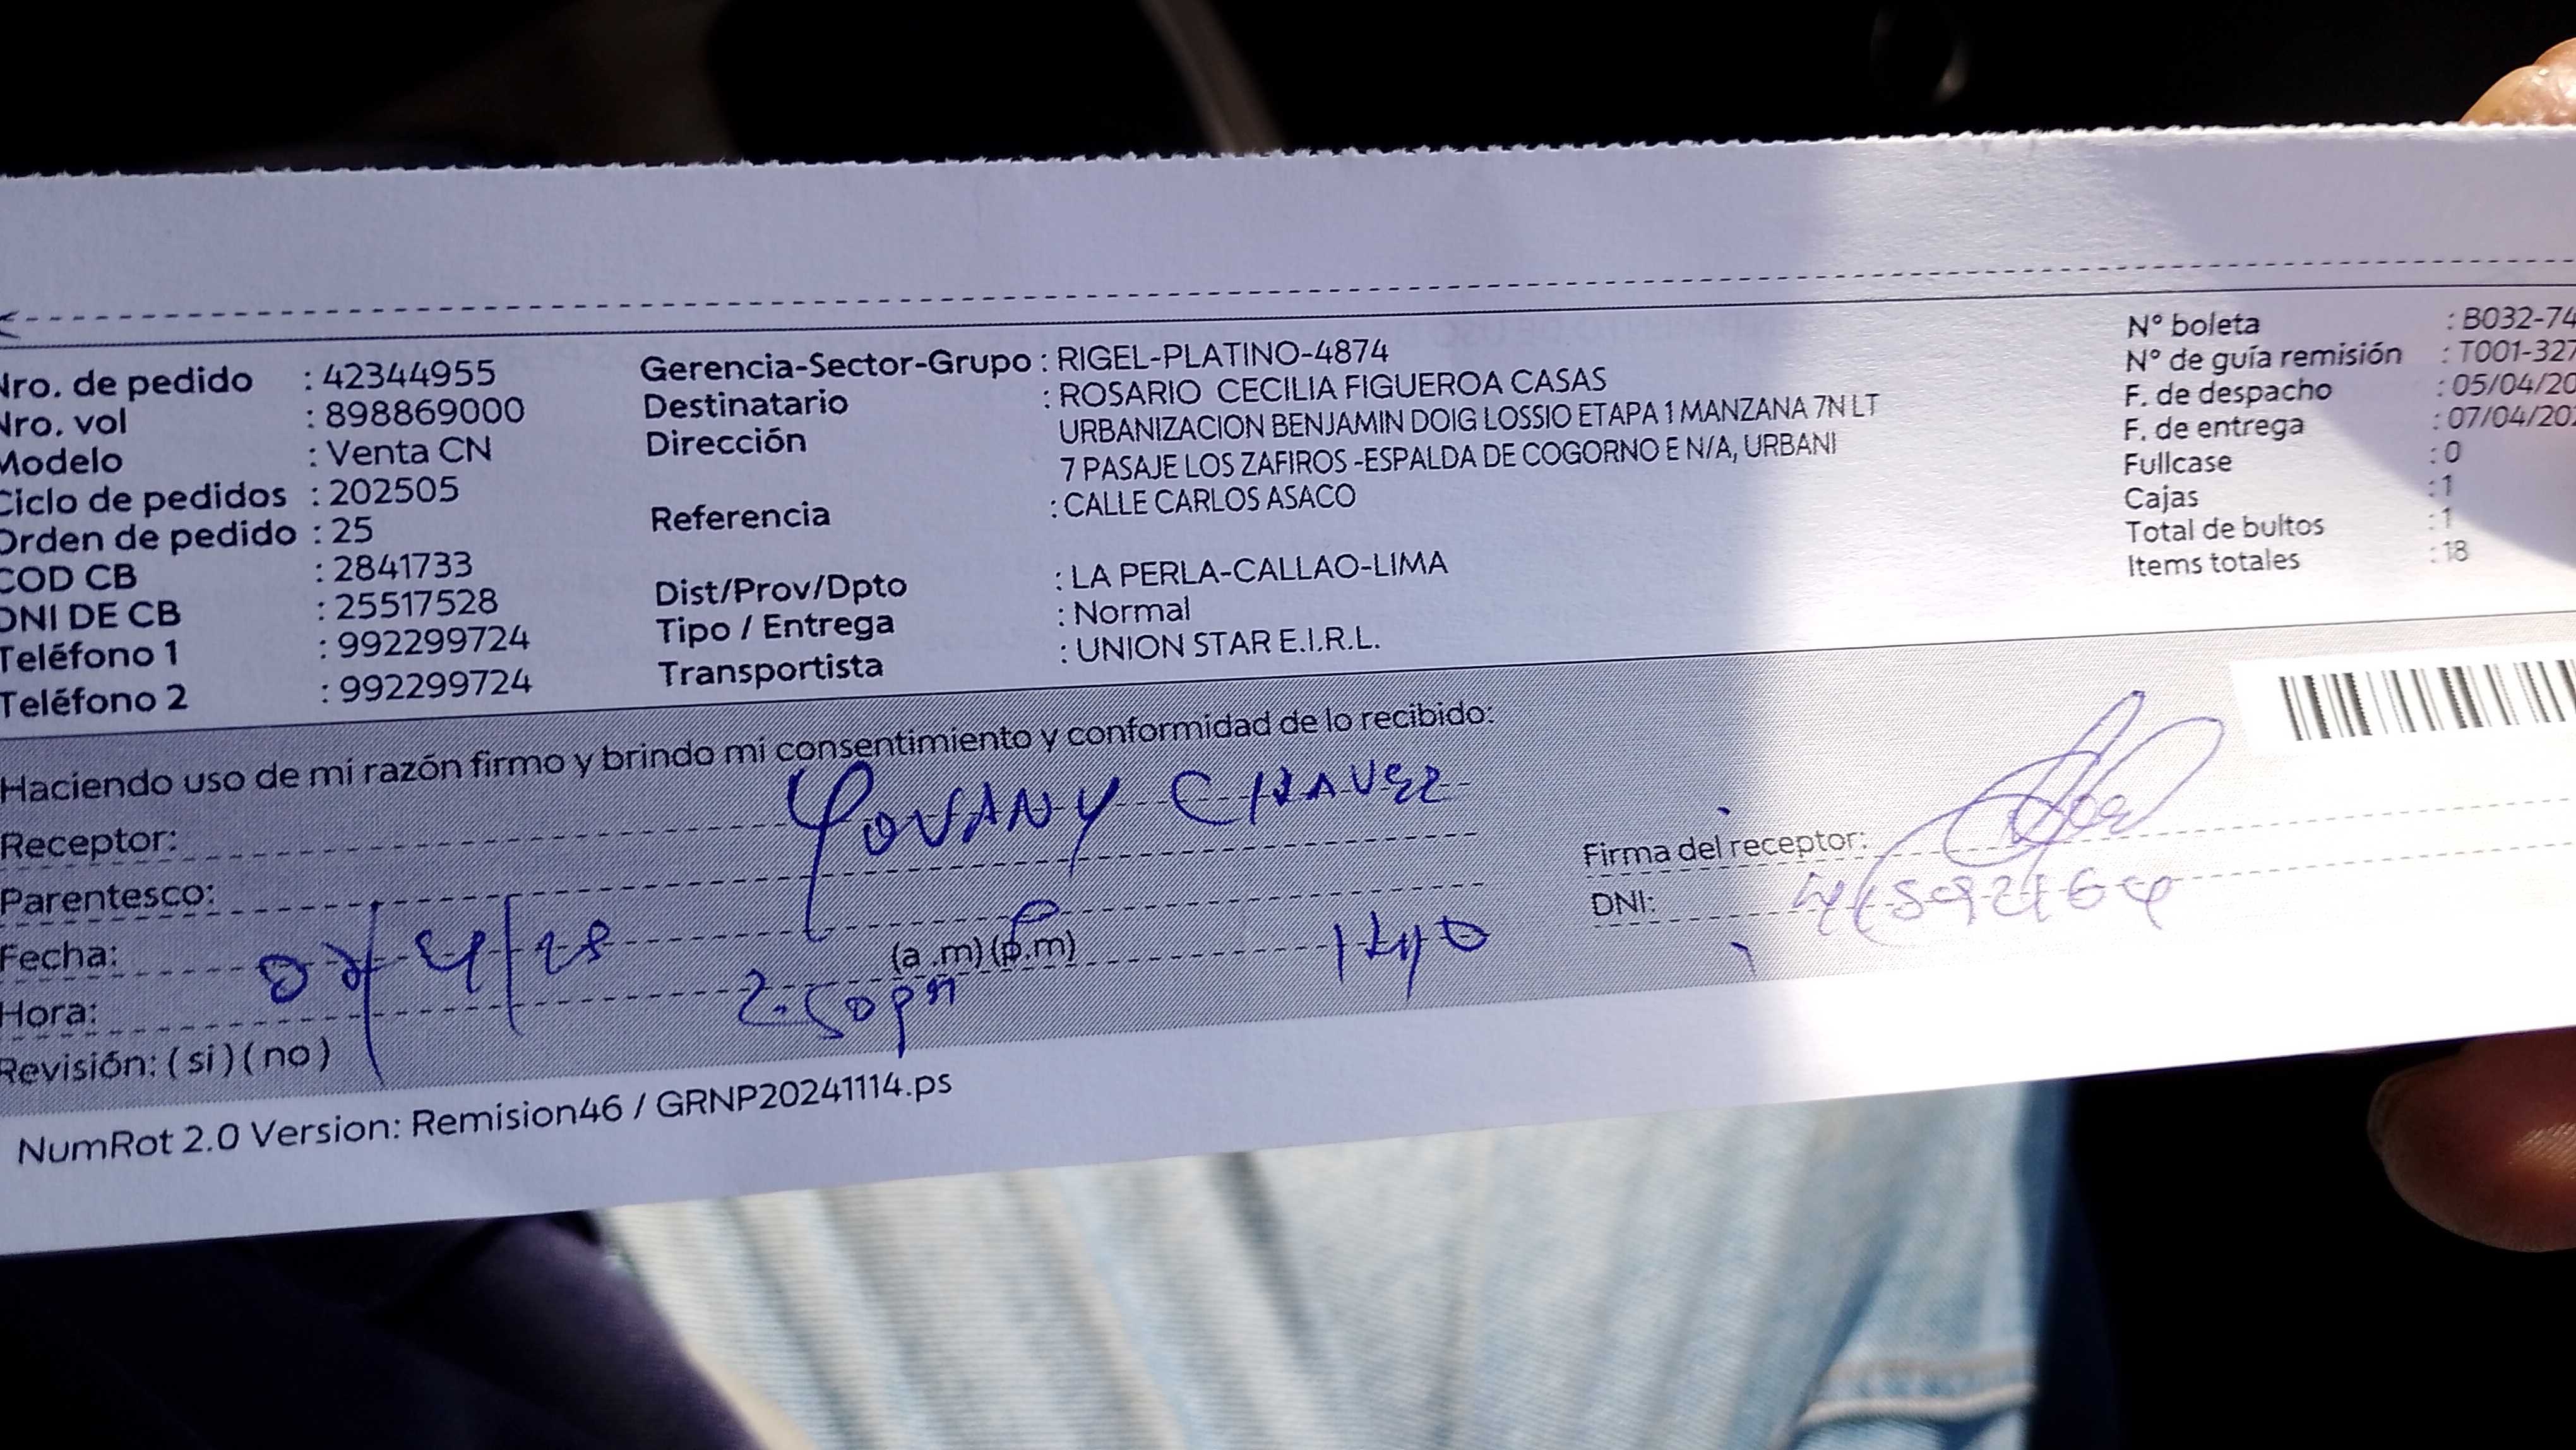 Nro. de pedido : 42344955
Nro. vol : 898869000
Modelo : Venta CN
Ciclo de pedidos : 202505
Orden de pedido : 25
COD CB : 2841733
DNI DE CB : 25517528
Teléfono 1 : 992299724
Teléfono 2 : 992299724
Gerencia-Sector-Grupo : RIGEL-PLATINO-4874
Destinatario : ROSARIO CECILIA FIGUEROA CASAS
Dirección URBANIZACION BENJAMIN DOIG LOSSIO ETAPA 1 MANZANA 7N LT
7 PASAJE LOS ZAFIROS -ESPALDA DE COGORNO E N/A, URBANI
Referencia : CALLE CARLOS ASACO
Dist/Prov/Dpto : LA PERLA-CALLAO-LIMA
Tipo / Entrega : Normal
Transportista : UNION STAR E.I.R.L.
N° boleta : B032-74
N° de guía remisión : T001-327
F. de despacho : 05/04/20
F. de entrega : 07/04/20
Fullcase : 0
Cajas : 1
Total de bultos : 1
Items totales : 18
Haciendo uso de mi razón firmo y brindo mi consentimiento y conformidad de lo recibido:
Receptor: YOVANY CHAVEZ
Parentesco:
Fecha: 07/4/25
Hora: 2.50pm (a.m)(p.m)
Revisión: (si)(no)
Firma del receptor:
DNI:
NumRot 2.0 Version: Remision46 / GRNP20241114.ps